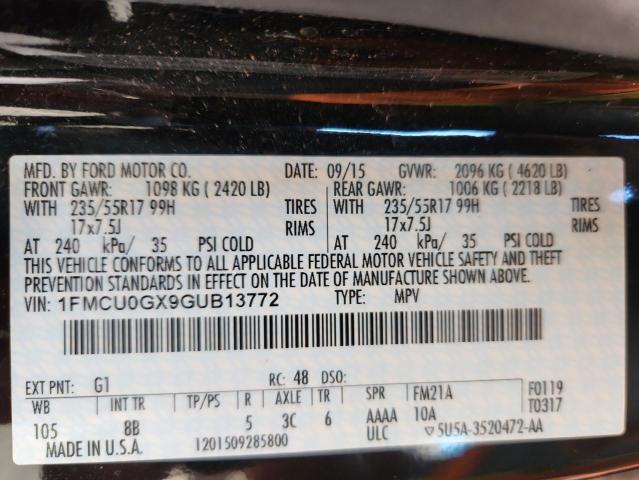 MFD. BY FORD MOTOR CO. DATE: 09/15 GVWR: 2096 KG ( 4620 LB)
FRONT GAWR: 1098 KG ( 2420 LB) REAR GAWR: 1006 KG ( 2218 LB)
WITH 235/55R17 99H TIRES WITH 235/55R17 99H TIRES
17x7.5J RIMS 17x7.5J RIMS
AT 240 kPa/ 35 PSI COLD AT 240 kPa/ 35 PSI COLD
THIS VEHICLE CONFORMS TO ALL APPLICABLE FEDERAL MOTOR VEHICLE SAFETY AND THEFT
PREVENTION STANDARDS IN EFFECT ON THE DATE OF MANUFACTURE SHOWN ABOVE.
VIN: 1FMCU0GX9GUB13772 TYPE: MPV
EXT PNT: G1 RC: 48 DSO:
WB INT TR TP/PS R AXLE TR SPR FM21A F0119
105 8B 5 3C 6 AAAA 10A T0317
MADE IN U.S.A. 1201509285800 ULC ▽5U5A-3520472-AA